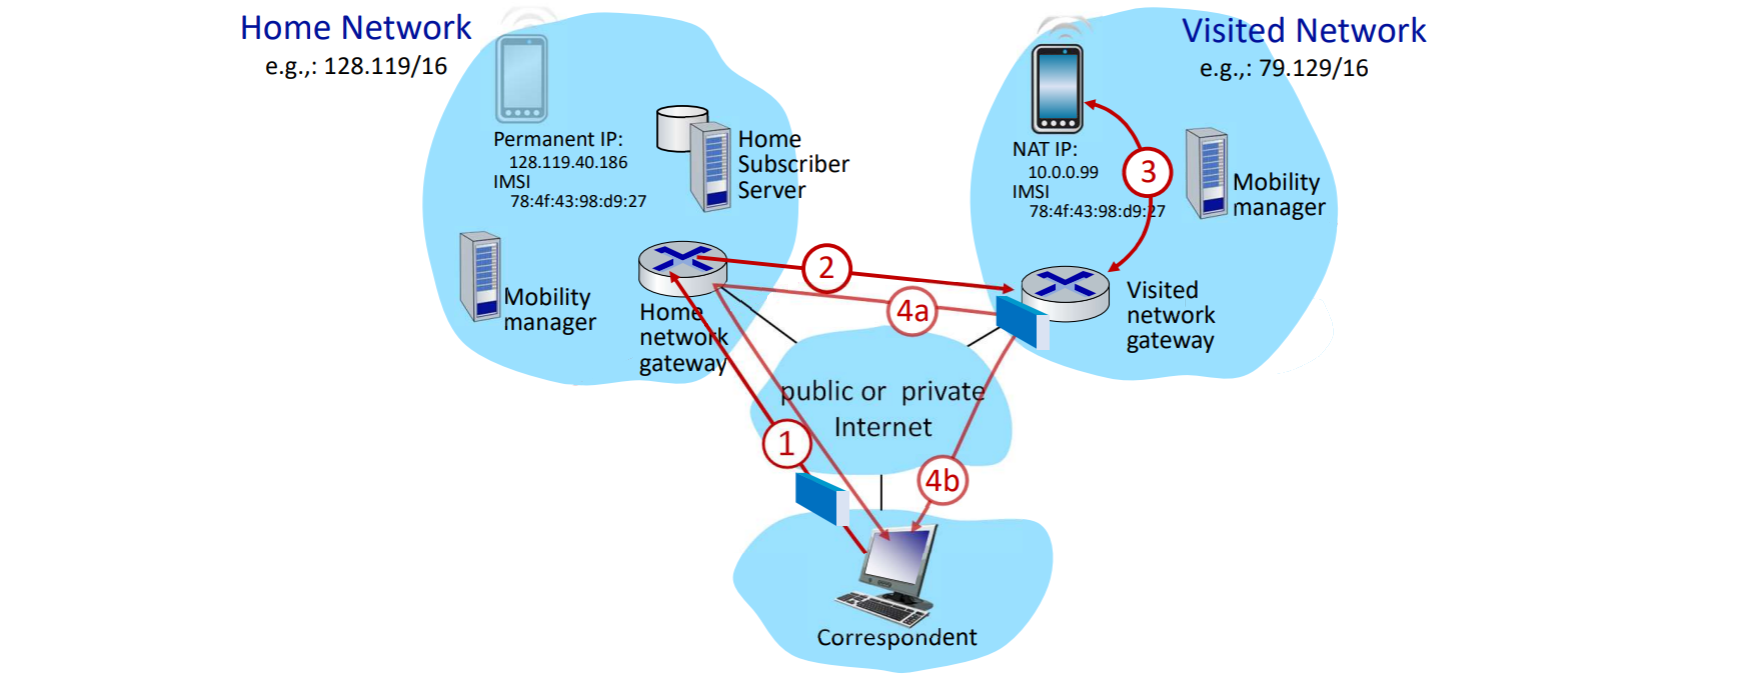 Home Network
e.g.,: 128.119/16
Visited Network
e.g.,: 79.129/16
Permanent IP:
128.119.40.186
IMSI
78:4f:43:98:d9:27
Home
Subscriber
Server
NAT IP:
10.0.0.99
IMSI
78:4f:43:98:d9:27
3
Mobility
manager
Mobility
manager
Home
network
gateway
2
4a
Visited
network
gateway
public or private
Internet
1
4b
Correspondent